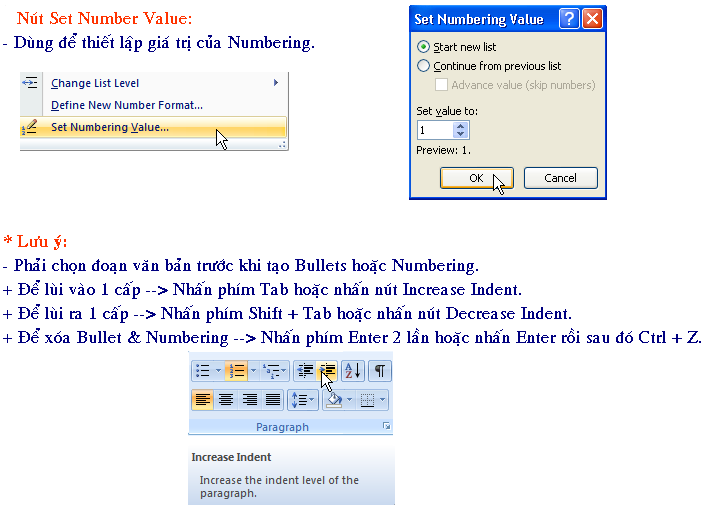 Nút Set Number Value:
- Dùng để thiết lập giá trị của Numbering.
Change List Level
Define New Number Format...
Set Numbering Value...
Set Numbering Value
Start new list
Continue from previous list
Advance value (skip numbers)
Set value to:
1
Preview: 1.
OK Cancel
* Lưu ý:
- Phải chọn đoạn văn bản trước khi tạo Bullets hoặc Numbering.
+ Để lùi vào 1 cấp --> Nhấn phím Tab hoặc nhấn nút Increase Indent.
+ Để lùi ra 1 cấp --> Nhấn phím Shift + Tab hoặc nhấn nút Decrease Indent.
+ Để xóa Bullet & Numbering --> Nhấn phím Enter 2 lần hoặc nhấn Enter rồi sau đó Ctrl + Z.
Paragraph
Increase Indent
Increase the indent level of the
paragraph.